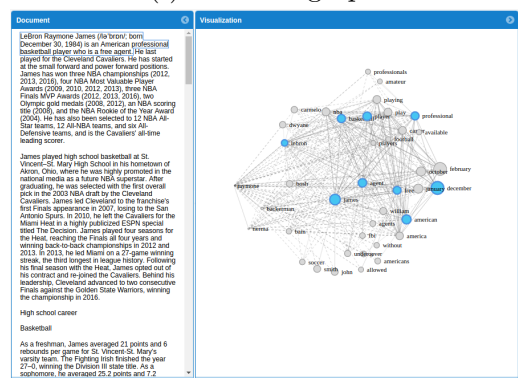 Document
Visualization
LeBron Raymone James (/ləˈbrɒn/; born
December 30, 1984) is an American professional
basketball player who is a free agent. He last
played for the Cleveland Cavaliers. He has started
at the small forward and power forward positions.
James has won three NBA championships (2012,
2013, 2016), four NBA Most Valuable Player
Awards (2009, 2010, 2012, 2013), three NBA
Finals MVP Awards (2012, 2013, 2016), two
Olympic gold medals (2008, 2012), an NBA scoring
title (2008), and the NBA Rookie of the Year Award
(2004). He has also been selected to 12 NBA All-
Star teams, 12 All-NBA teams, and six All-
Defensive teams, and is the Cavaliers' all-time
leading scorer.
James played high school basketball at St.
Vincent–St. Mary High School in his hometown of
Akron, Ohio, where he was highly promoted in the
national media as a future NBA superstar. After
graduating, he was selected with the first overall
pick in the 2003 NBA draft by the Cleveland
Cavaliers. James led Cleveland to the franchise's
first Finals appearance in 2007, losing to the San
Antonio Spurs. In 2010, he left the Cavaliers for the
Miami Heat in a highly publicized ESPN special
titled The Decision. James played four seasons for
the Heat, reaching the Finals all four years and
winning back-to-back championships in 2012 and
2013. In 2013, he led Miami on a 27-game winning
streak, the third longest in league history. Following
his final season with the Heat, James opted out of
his contract and re-joined the Cavaliers. Behind his
leadership, Cleveland advanced to two consecutive
Finals against the Golden State Warriors, winning
the championship in 2016.
High school career
Basketball
As a freshman, James averaged 21 points and 6
rebounds per game for St. Vincent-St. Mary's
varsity team. The Fighting Irish finished the year
27–0, winning the Division III state title. As a
sophomore, he averaged 25.2 points and 7.2
professionals
amateur
playing
carmelo
nba
play
basketball
player
professional
dwyane
career
available
football
lebron
players
february
october
raymone
bosh
agent
free
january
december
james
hickerman
william
american
nerma
bain
agents
fbi
america
without
undercover
americans
soccer
smith
john
allowed